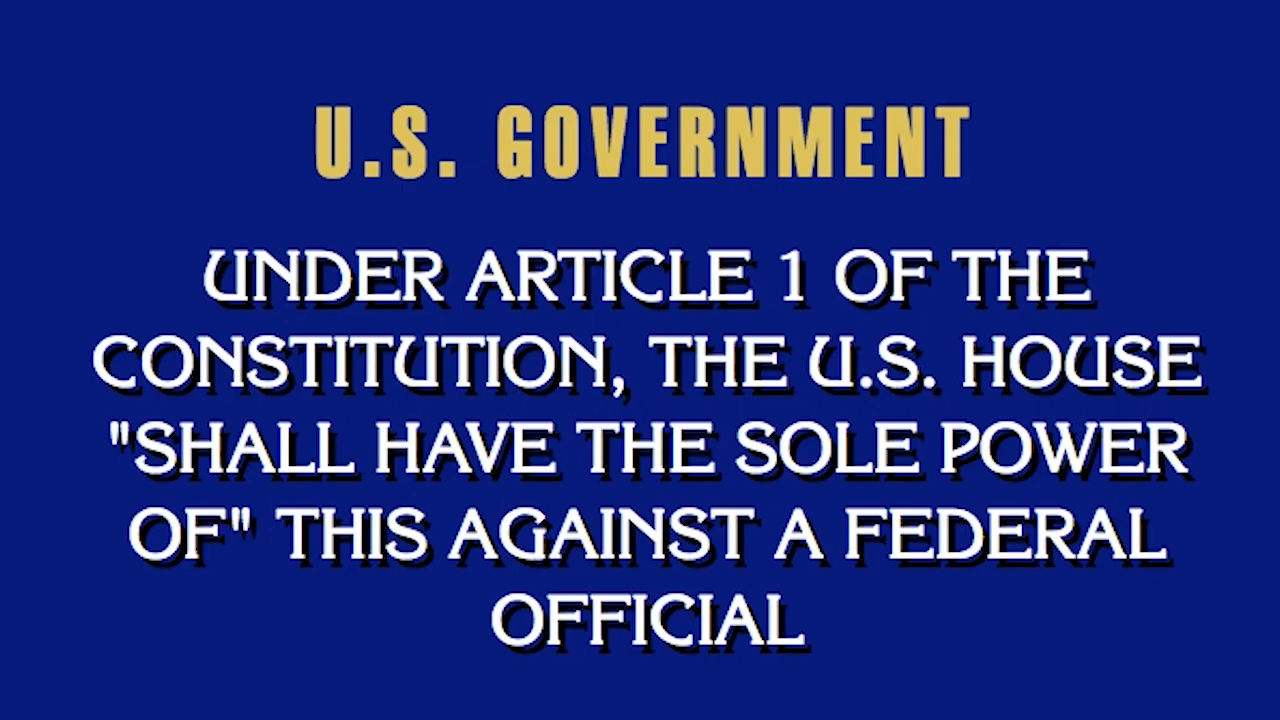 U.S. GOVERNMENT
UNDER ARTICLE 1 OF THE
CONSTITUTION, THE U.S. HOUSE
"SHALL HAVE THE SOLE POWER
OF" THIS AGAINST A FEDERAL
OFFICIAL